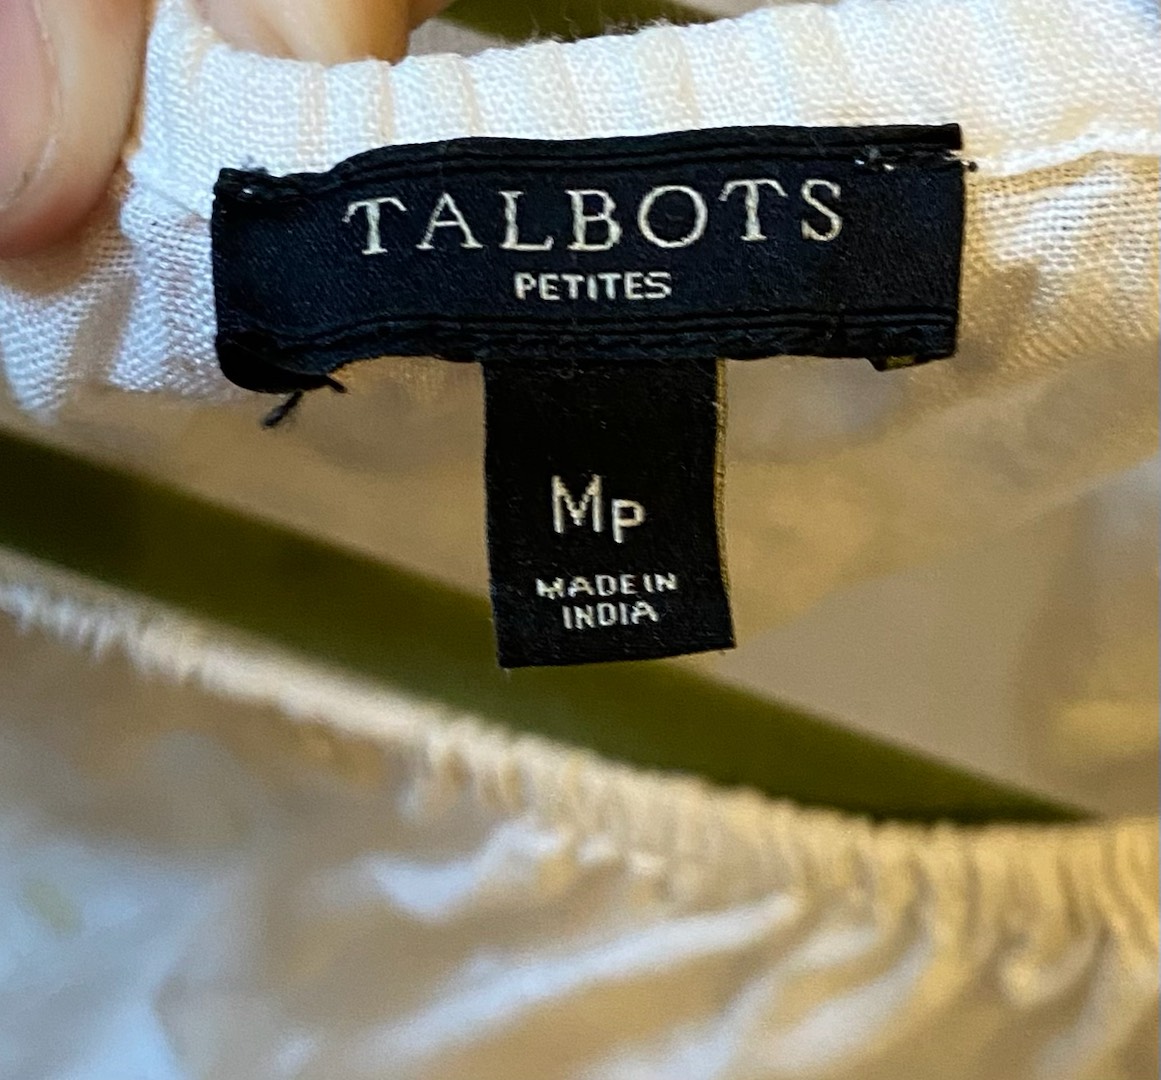 TALBOTS
PETITES
MP
MADE IN
INDIA